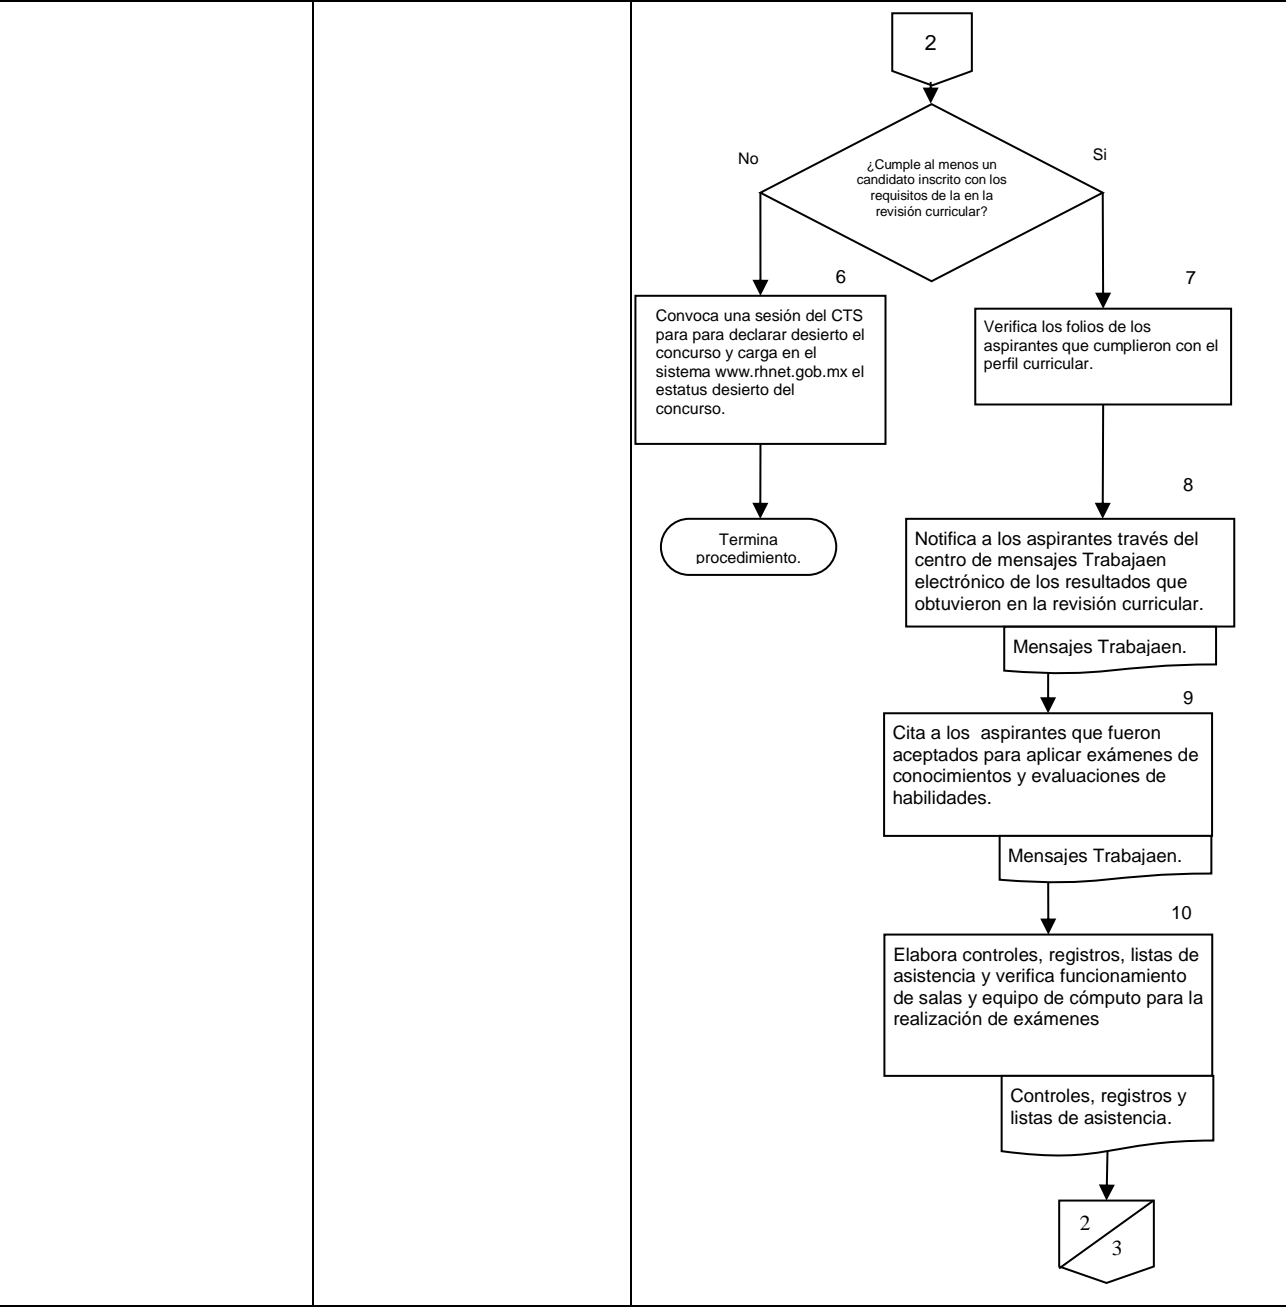 2
No
Si
¿Cumple al menos un
candidato inscrito con los
requisitos de la en la
revisión curricular?
6
Convoca una sesión del CTS
para para declarar desierto el
concurso y carga en el
sistema www.rhnet.gob.mx el
estatus desierto del
concurso.
Termina
procedimiento.
7
Verifica los folios de los
aspirantes que cumplieron con el
perfil curricular.
8
Notifica a los aspirantes través del
centro de mensajes Trabajaen
electrónico de los resultados que
obtuvieron en la revisión curricular.
Mensajes Trabajaen.
9
Cita a los  aspirantes que fueron
aceptados para aplicar exámenes de
conocimientos y evaluaciones de
habilidades.
Mensajes Trabajaen.
10
Elabora controles, registros, listas de
asistencia y verifica funcionamiento
de salas y equipo de cómputo para la
realización de exámenes
Controles, registros y
listas de asistencia.
2
3